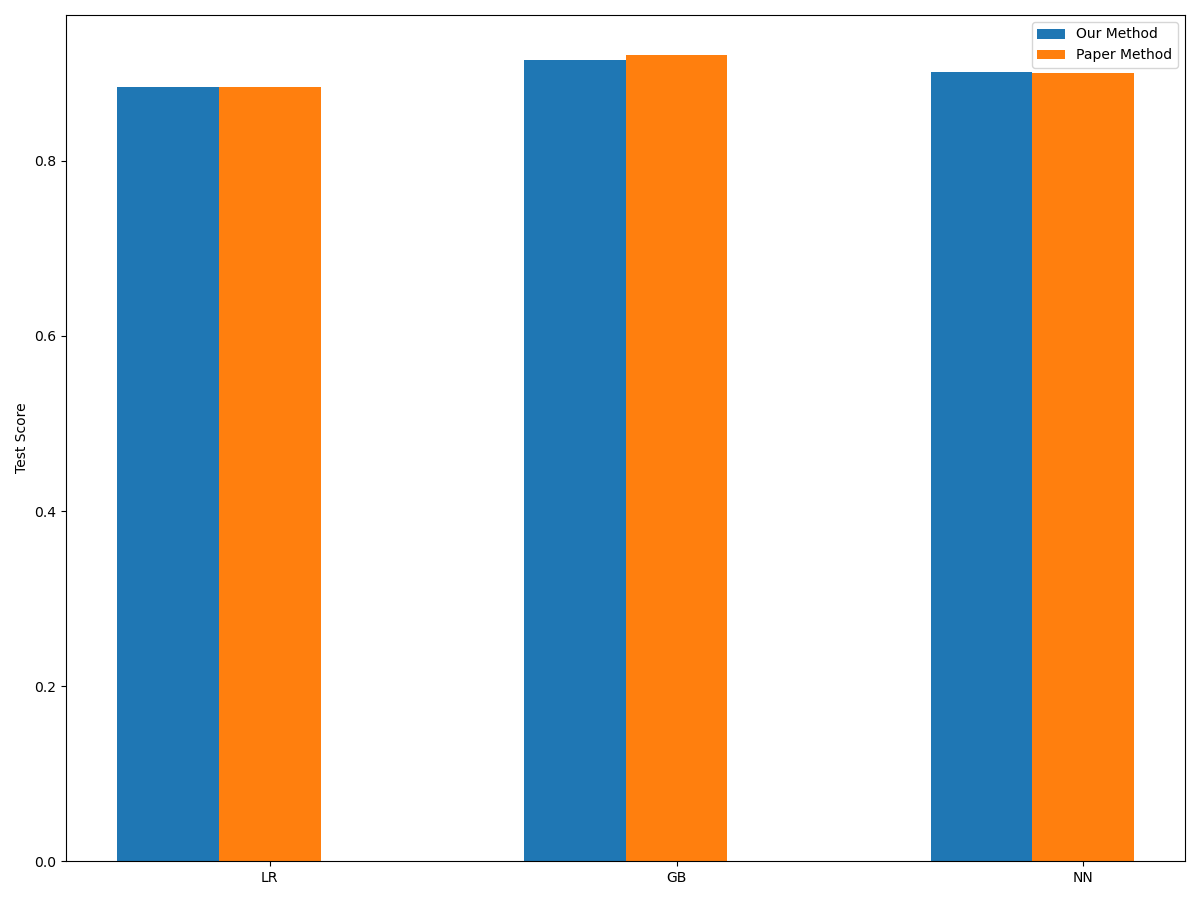 Our Method
Paper Method
Test Score
0.8
0.6
0.4
0.2
0.0
LR
GB
NN